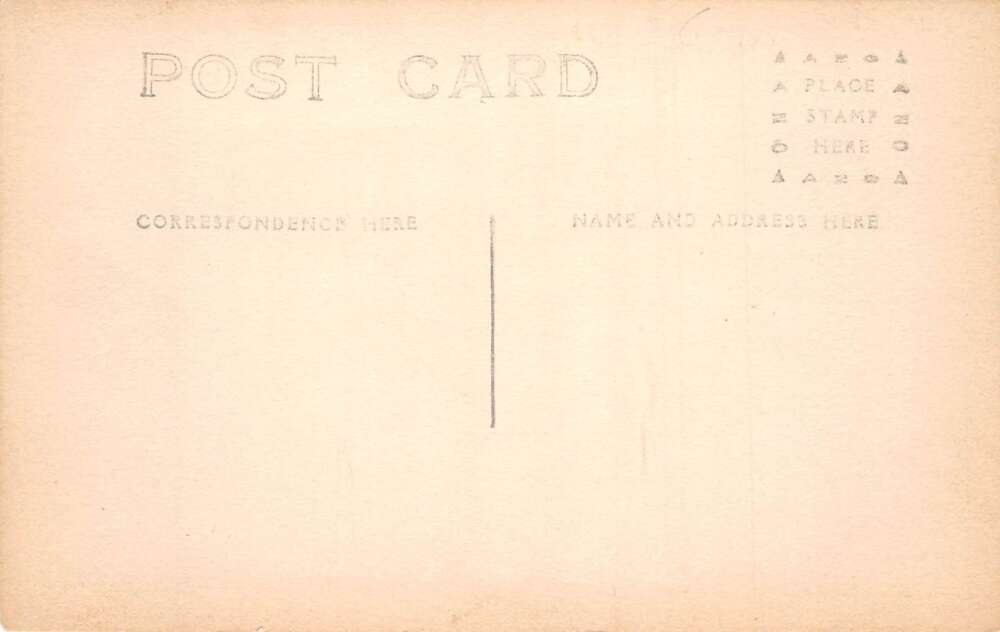 POST CARD
PLACE
STAMP
HERE
CORRESPONDENCE HERE
NAME AND ADDRESS HERE